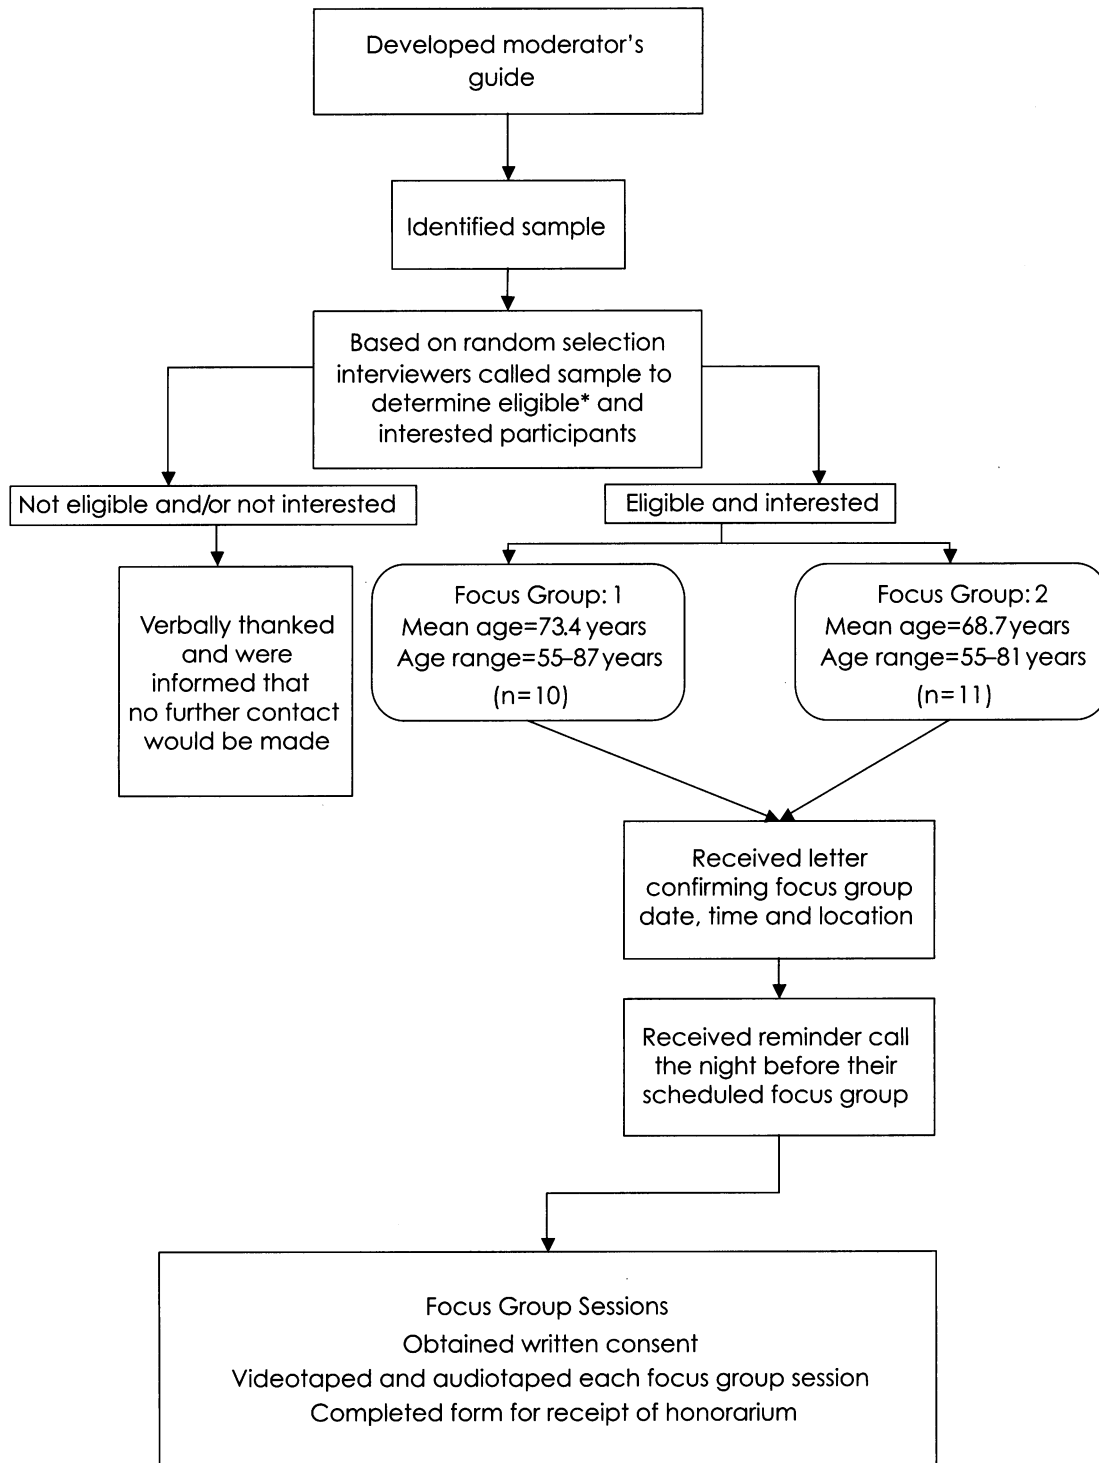 Developed moderator's
guide
Identified sample
Based on random selection
interviewers called sample to
determine eligible* and
interested participants
Not eligible and/or not interested
Eligible and interested
Verbally thanked
and were
informed that
no further contact
would be made
Focus Group: 1
Mean age=73.4 years
Age range=55–87 years
(n=10)
Focus Group: 2
Mean age=68.7 years
Age range=55–81 years
(n=11)
Received letter
confirming focus group
date, time and location
Received reminder call
the night before their
scheduled focus group
Focus Group Sessions
Obtained written consent
Videotaped and audiotaped each focus group session
Completed form for receipt of honorarium